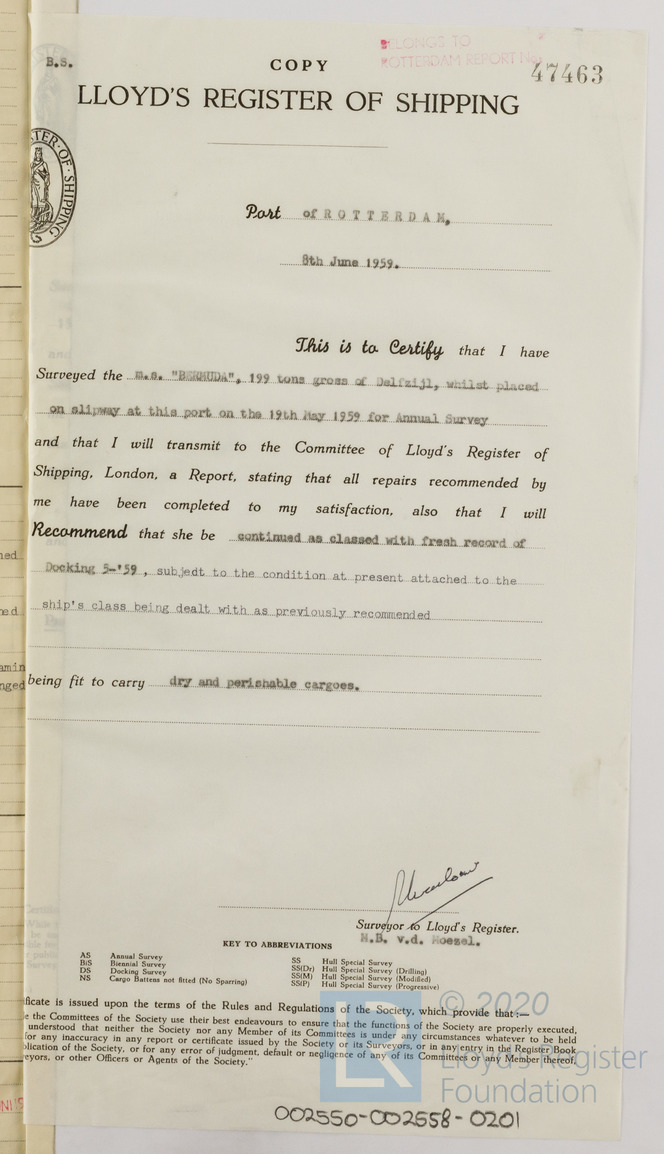 B.S.
COPY
BELONGS TO
ROTTERDAM REPORT No.
47463
LLOYD'S REGISTER OF SHIPPING
TER·OF·SHIPPING
Port of ROTTERDAM,
8th June 1959.
This is to Certify that I have
Surveyed the m.s. "BERMUDA", 199 tons gross of Delfzijl, whilst placed
on slipway at this port on the 19th May 1959 for Annual Survey
and that I will transmit to the Committee of Lloyd's Register of
Shipping, London, a Report, stating that all repairs recommended by
me have been completed to my satisfaction, also that I will
Recommend that she be continued as classed with fresh record of
Docking 5-'59, subjedt to the condition at present attached to the
ship's class being dealt with as previously recommended
being fit to carry dry and perishable cargoes.
Surveyor to Lloyd's Register.
H.B. v.d. Hoezel.
KEY TO ABBREVIATIONS
AS Annual Survey
BiS Biennial Survey
DS Docking Survey
NS Cargo Battens not fitted (No Sparring)
SS Hull Special Survey
SS(Dr) Hull Special Survey (Drilling)
SS(M) Hull Special Survey (Modified)
SS(P) Hull Special Survey (Progressive)
ificate is issued upon the terms of the Rules and Regulations of the Society, which provide that:—
e the Committees of the Society use their best endeavours to ensure that the functions of the Society are properly executed,
understood that neither the Society nor any Member of its Committees is under any circumstances whatever to be held
for any inaccuracy in any report or certificate issued by the Society or its Surveyors, or in any entry in the Register Book
blication of the Society, or for any error of judgment, default or negligence of any of its Committees or any Member thereof,
eyors, or other Officers or Agents of the Society."
LR
© 2020
Lloyd's Register
Foundation
002550-002558-0201